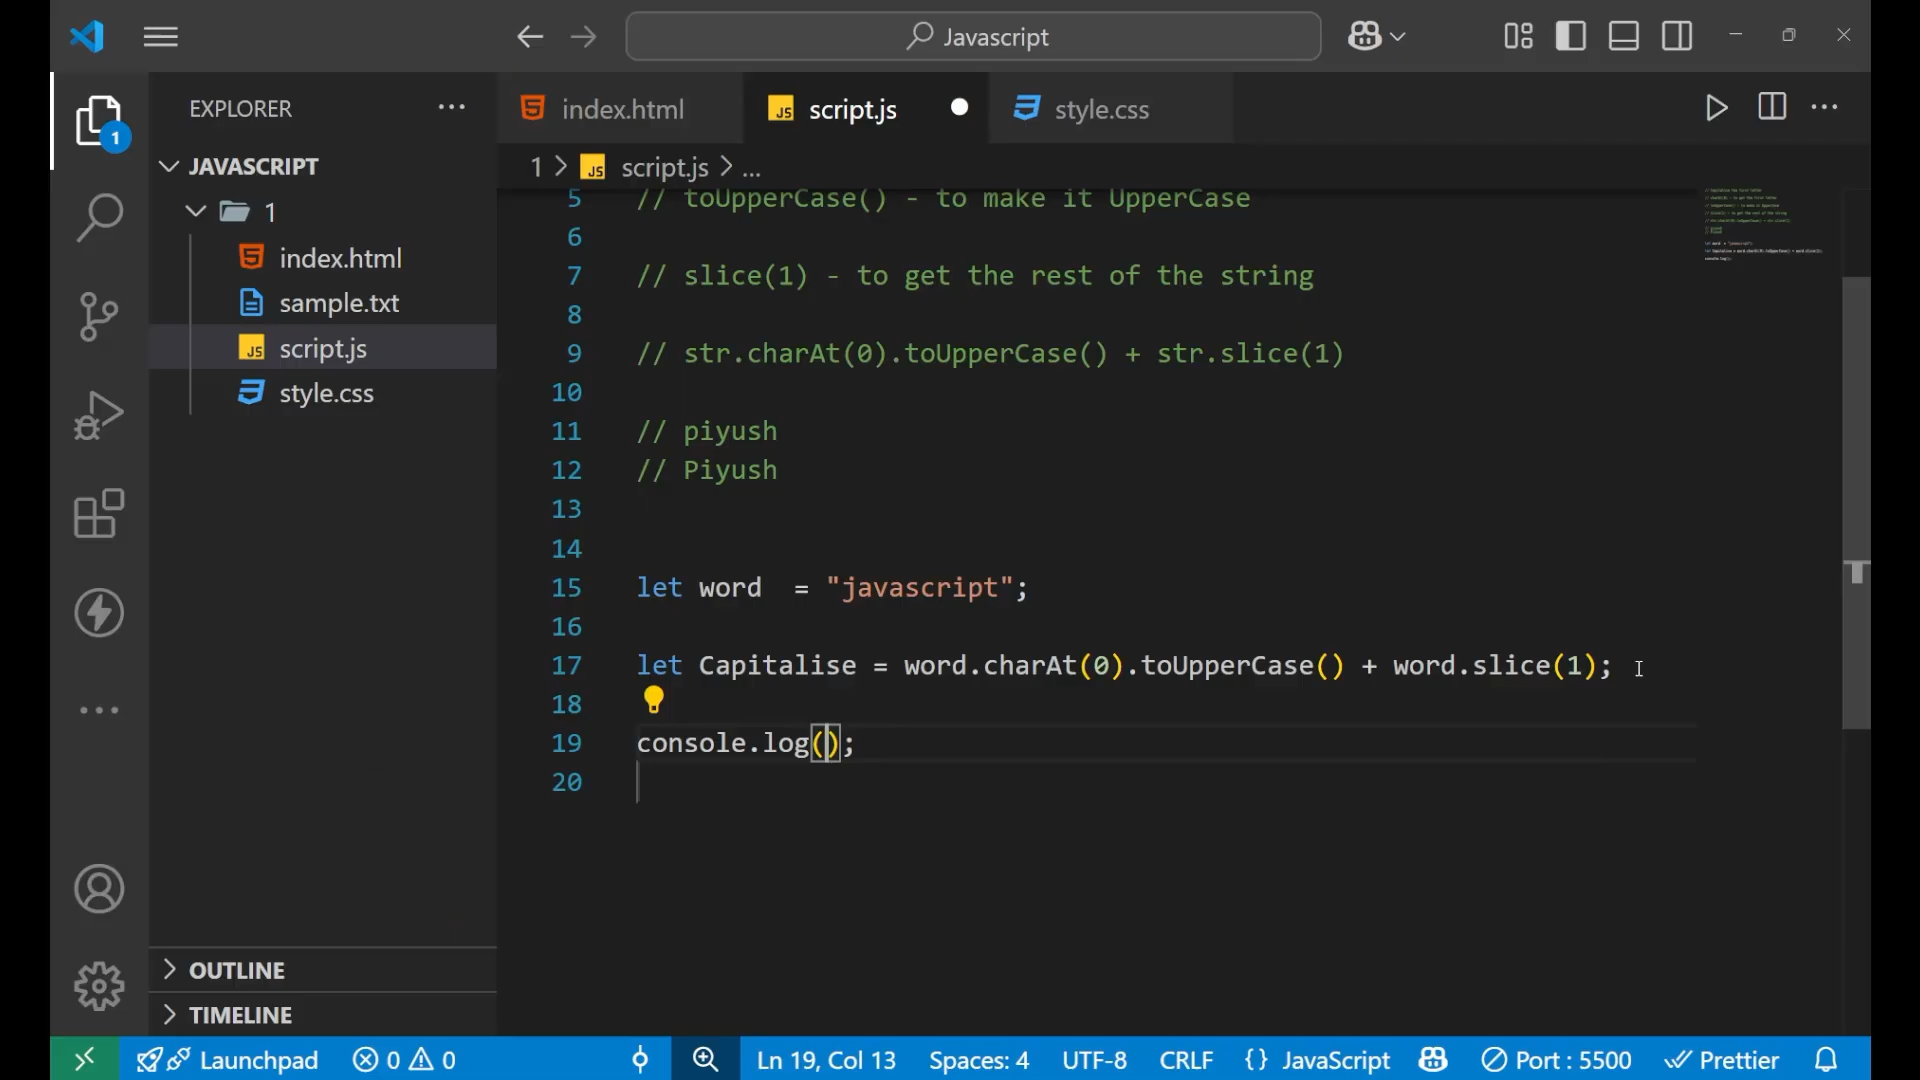 Javascript
EXPLORER
JAVASCRIPT
1
index.html
sample.txt
script.js
style.css
OUTLINE
TIMELINE
1
index.html
script.js
style.css
1 > script.js > ...
5 // toUpperCase() - to make it UpperCase
6
7 // slice(1) - to get the rest of the string
8
9 // str.charAt(0).toUpperCase() + str.slice(1)
10
11 // piyush
12 // Piyush
13
14
15 let word  = "javascript";
16
17 let Capitalise = word.charAt(0).toUpperCase() + word.slice(1);
18
19 console.log();
20
Launchpad 0 0 Ln 19, Col 13 Spaces: 4 UTF-8 CRLF {} JavaScript Port : 5500 Prettier